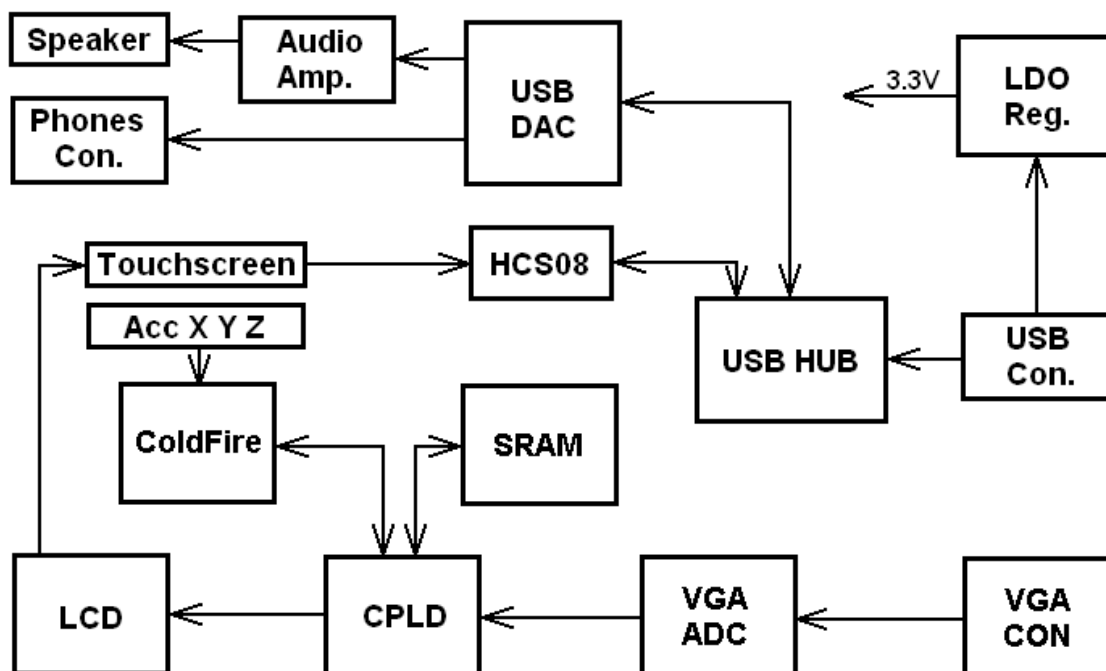 Speaker
Audio
Amp.
USB
DAC
3.3V
LDO
Reg.
Phones
Con.
Touchscreen
HCS08
Acc X Y Z
USB HUB
USB
Con.
ColdFire
SRAM
LCD
CPLD
VGA
ADC
VGA
CON